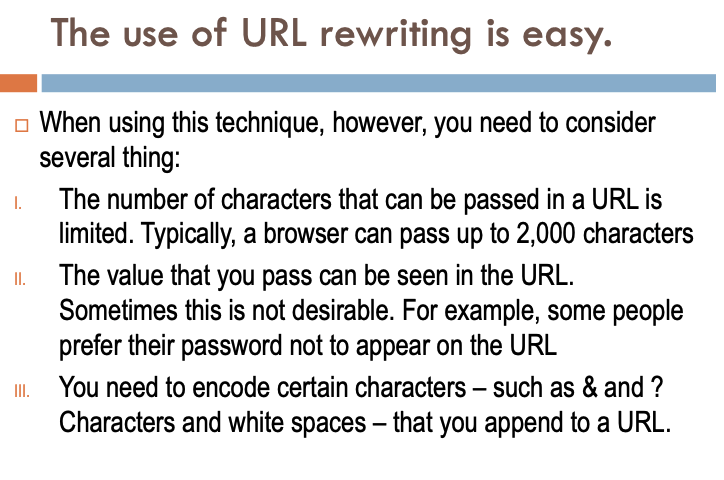 The use of URL rewriting is easy.
When using this technique, however, you need to consider
several thing:
I. The number of characters that can be passed in a URL is
limited. Typically, a browser can pass up to 2,000 characters
II. The value that you pass can be seen in the URL.
Sometimes this is not desirable. For example, some people
prefer their password not to appear on the URL
III. You need to encode certain characters – such as & and ?
Characters and white spaces – that you append to a URL.